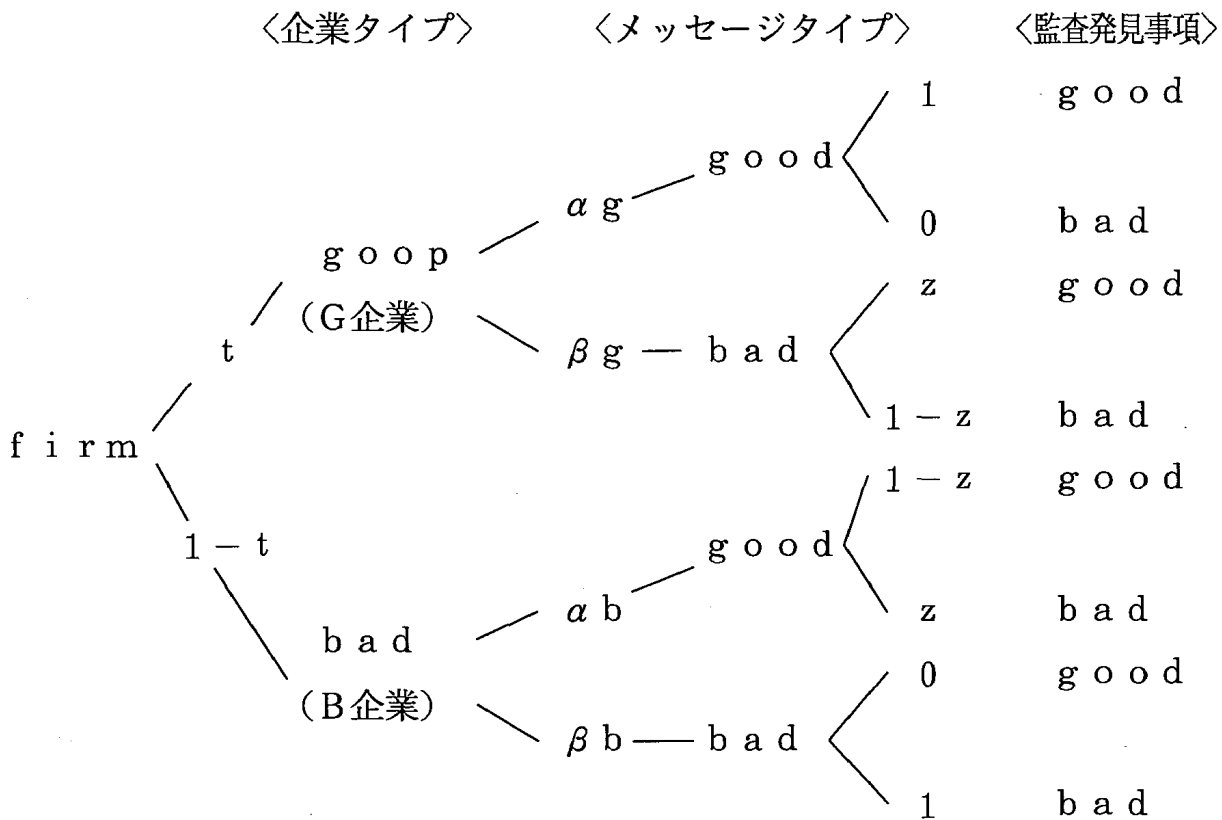 〈企業タイプ〉 〈メッセージタイプ〉 〈監査発見事項〉
1 good
good
αg
0 bad
goop
z good
(G企業)
t
βg bad
1-z bad
firm
1-z good
1-t
good
αb
z bad
bad
0 good
(B企業)
βb bad
1 bad